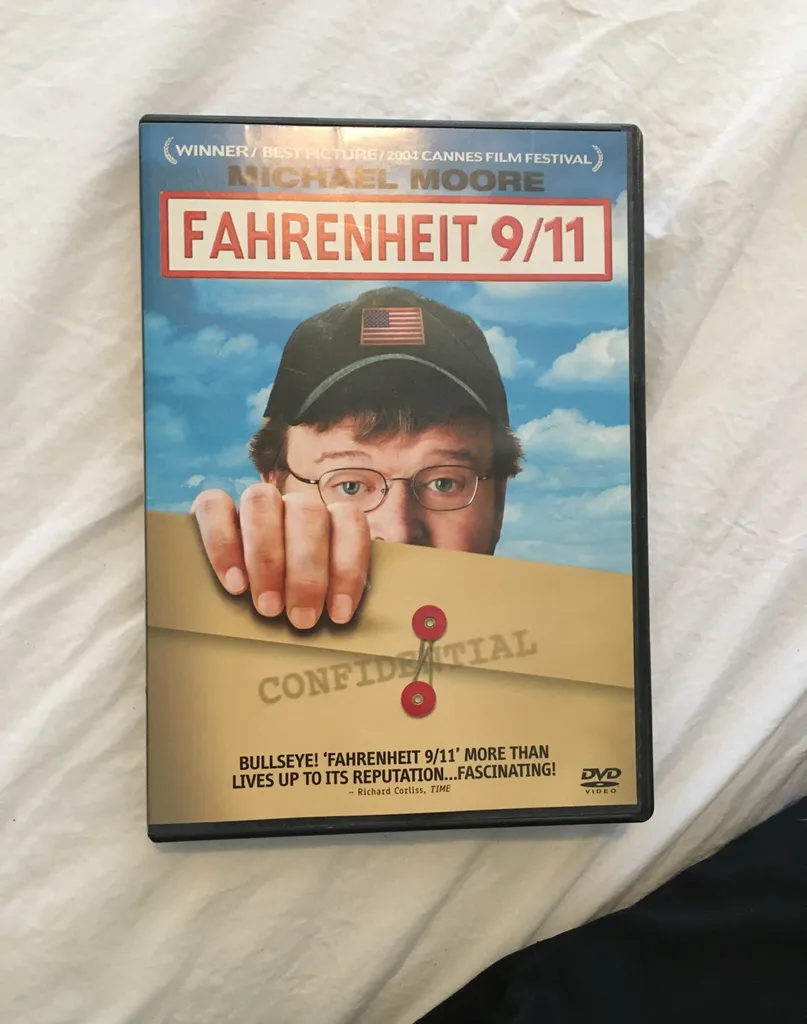 WINNER / BEST PICTURE / 2004 CANNES FILM FESTIVAL
MICHAEL MOORE
FAHRENHEIT 9/11
CONFIDENTIAL
BULLSEYE! ‘FAHRENHEIT 9/11’ MORE THAN
LIVES UP TO ITS REPUTATION...FASCINATING!
– Richard Corliss, TIME
DVD
VIDEO